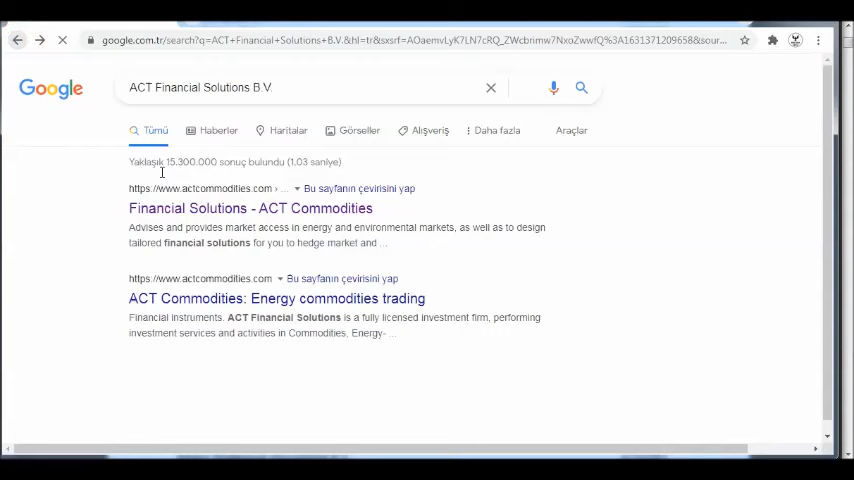 google.com.tr/search?q=ACT+Financial+Solutions+B.V.&hl=tr&sxsrf=AOaemvLyK7LN7cRQ_ZWcbrimw7NxoZwwfQ%3A1631371209658&sour...
Google
ACT Financial Solutions B.V.
Tümü Haberler Haritalar Görseller Alışveriş Daha fazla Araçlar
Yaklaşık 15.300.000 sonuç bulundu (1,03 saniye)
https://www.actcommodities.com › ... Bu sayfanın çevirisini yap
Financial Solutions - ACT Commodities
Advises and provides market access in energy and environmental markets, as well as to design
tailored financial solutions for you to hedge market and ...
https://www.actcommodities.com Bu sayfanın çevirisini yap
ACT Commodities: Energy commodities trading
Financial instruments. ACT Financial Solutions is a fully licensed investment firm, performing
investment services and activities in Commodities, Energy- ...